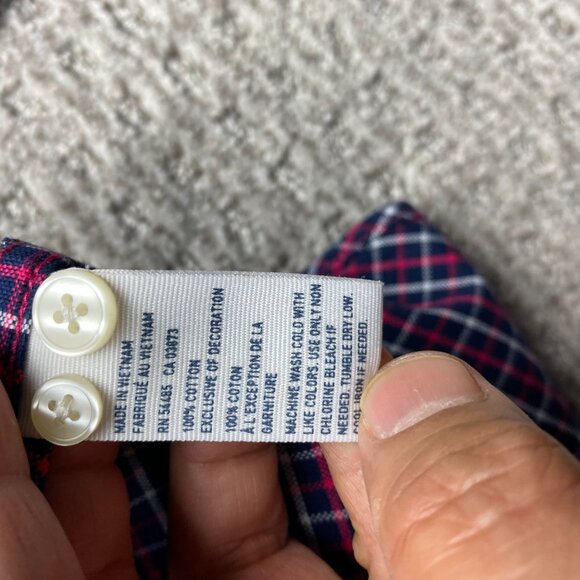 MADE IN VIETNAM
FABRIQUÉ AU VIETNAM
RN 54485 CA 03973
100% COTTON
EXCLUSIVE OF DECORATION
100% COTON
À L'EXCEPTION DE LA
GARNITURE
MACHINE WASH COLD WITH
LIKE COLORS. USE ONLY NON
CHLORINE BLEACH IF
NEEDED. TUMBLE DRY LOW.
COOL IRON IF NEEDED